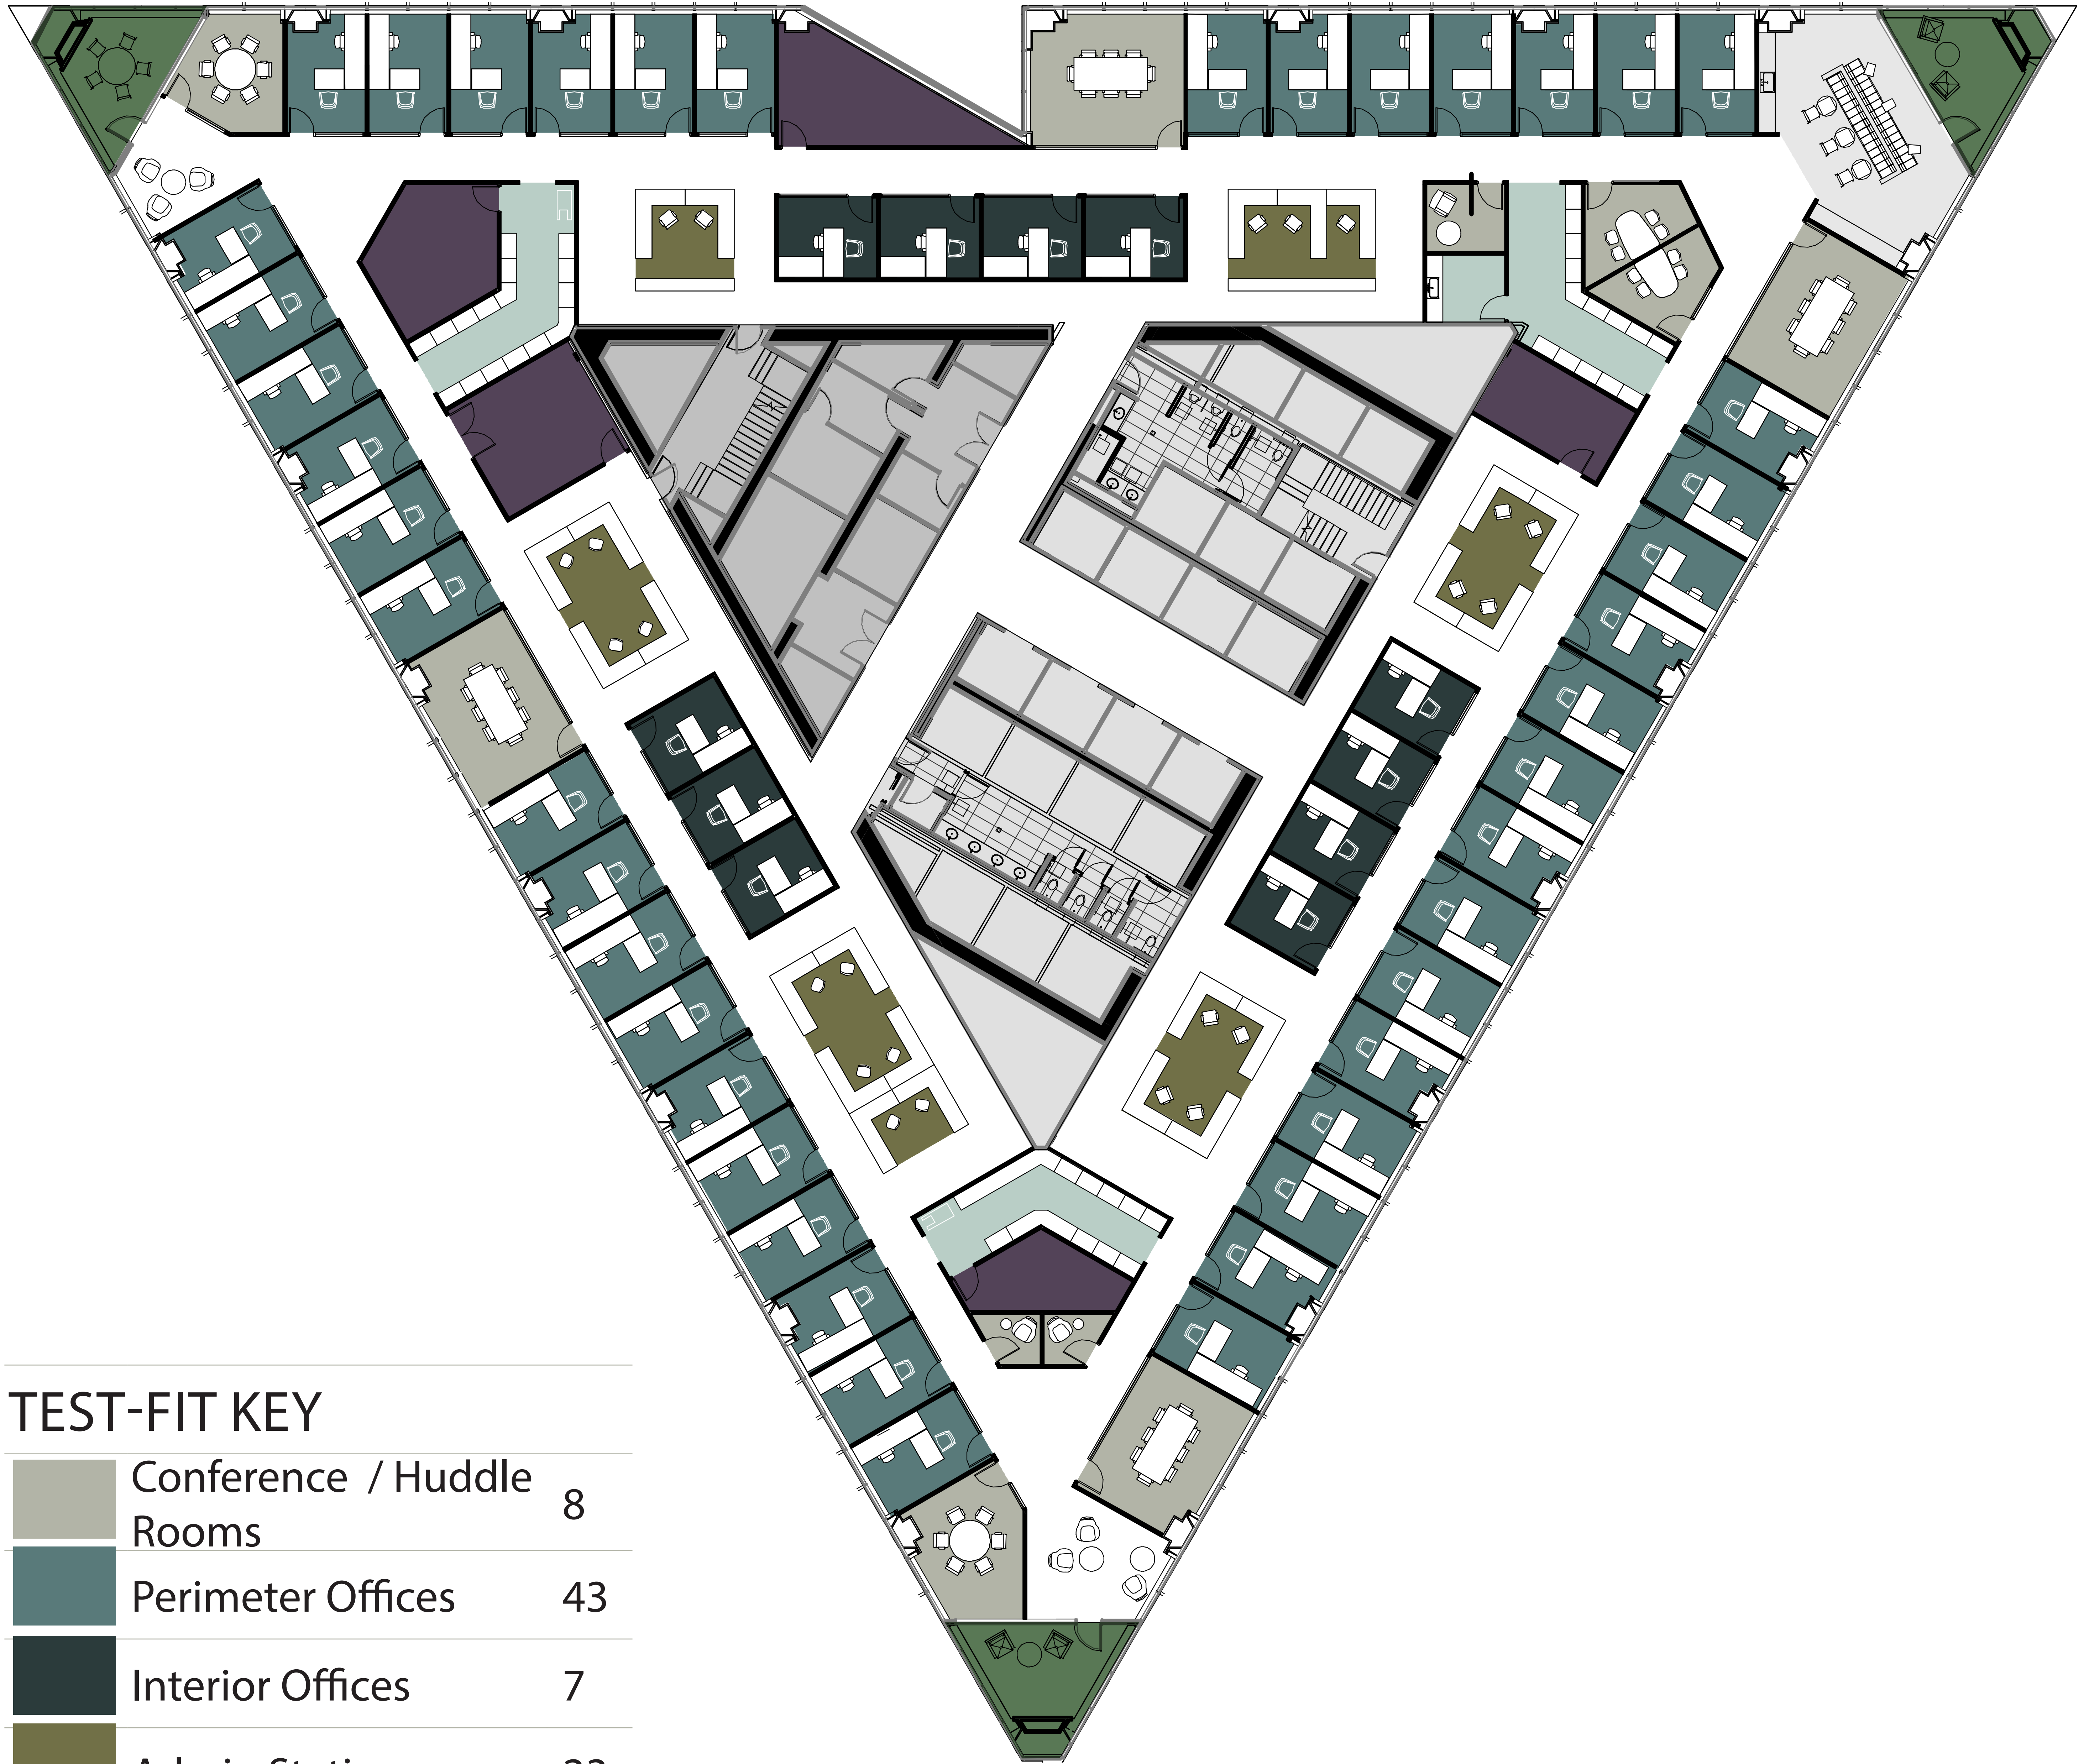 TEST-FIT KEY
Conference / Huddle
Rooms
8
Perimeter Offices 43
Interior Offices 7